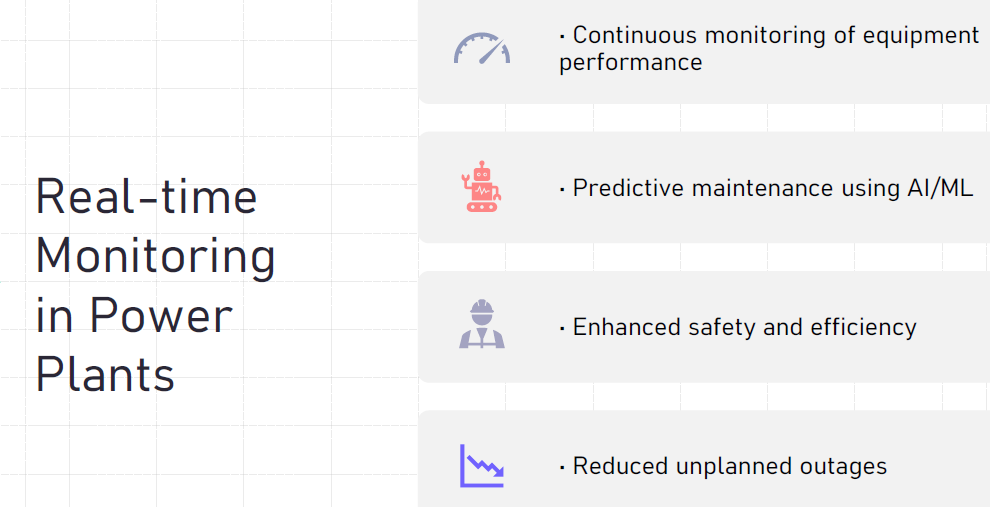 Real-time
Monitoring
in Power
Plants
· Continuous monitoring of equipment
performance
· Predictive maintenance using AI/ML
· Enhanced safety and efficiency
· Reduced unplanned outages